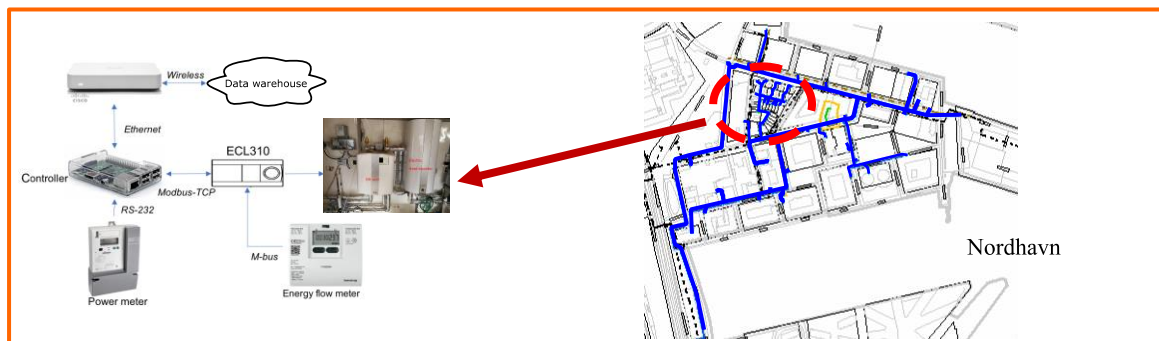 Wireless
Data warehouse
Ethernet
ECL310
Controller
Modbus-TCP
RS-232
M-bus
Power meter
Energy flow meter
Nordhavn